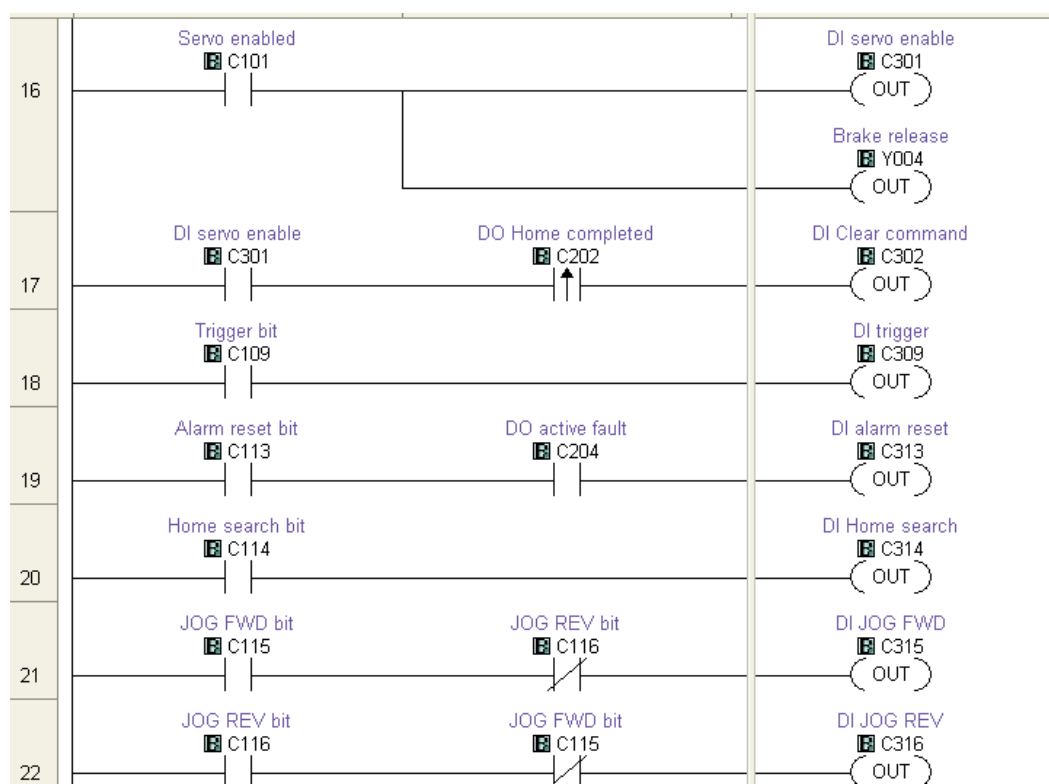 Servo enabled DI servo enable
C101 C301
16 OUT
Brake release
Y004
OUT
DI servo enable DO Home completed DI Clear command
C301 C202 C302
17 OUT
Trigger bit DI trigger
C109 C309
18 OUT
Alarm reset bit DO active fault DI alarm reset
C113 C204 C313
19 OUT
Home search bit DI Home search
C114 C314
20 OUT
JOG FWD bit JOG REV bit DI JOG FWD
C115 C116 C315
21 OUT
JOG REV bit JOG FWD bit DI JOG REV
C116 C115 C316
22 OUT